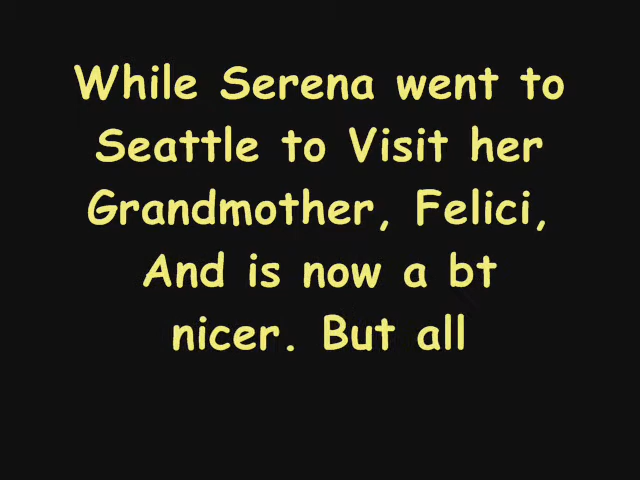 While Serena went to
Seattle to Visit her
Grandmother, Felici,
And is now a bt
nicer. But all